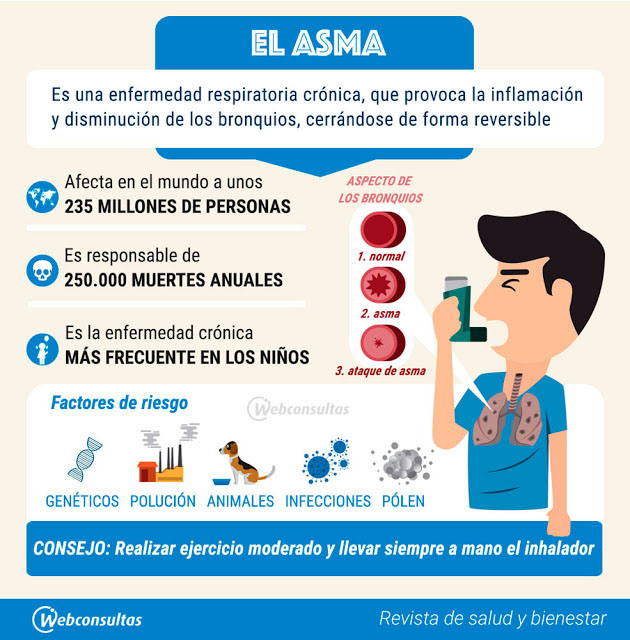 EL ASMA
Es una enfermedad respiratoria crónica, que provoca la inflamación
y disminución de los bronquios, cerrándose de forma reversible
Afecta en el mundo a unos
235 MILLONES DE PERSONAS
Es responsable de
250.000 MUERTES ANUALES
Es la enfermedad crónica
MÁS FRECUENTE EN LOS NIÑOS
ASPECTO DE
LOS BRONQUIOS
1. normal
2. asma
3. ataque de asma
Factores de riesgo
Webconsultas
GENÉTICOS
POLUCIÓN
ANIMALES
INFECCIONES
PÓLEN
CONSEJO: Realizar ejercicio moderado y llevar siempre a mano el inhalador
Webconsultas
Revista de salud y bienestar